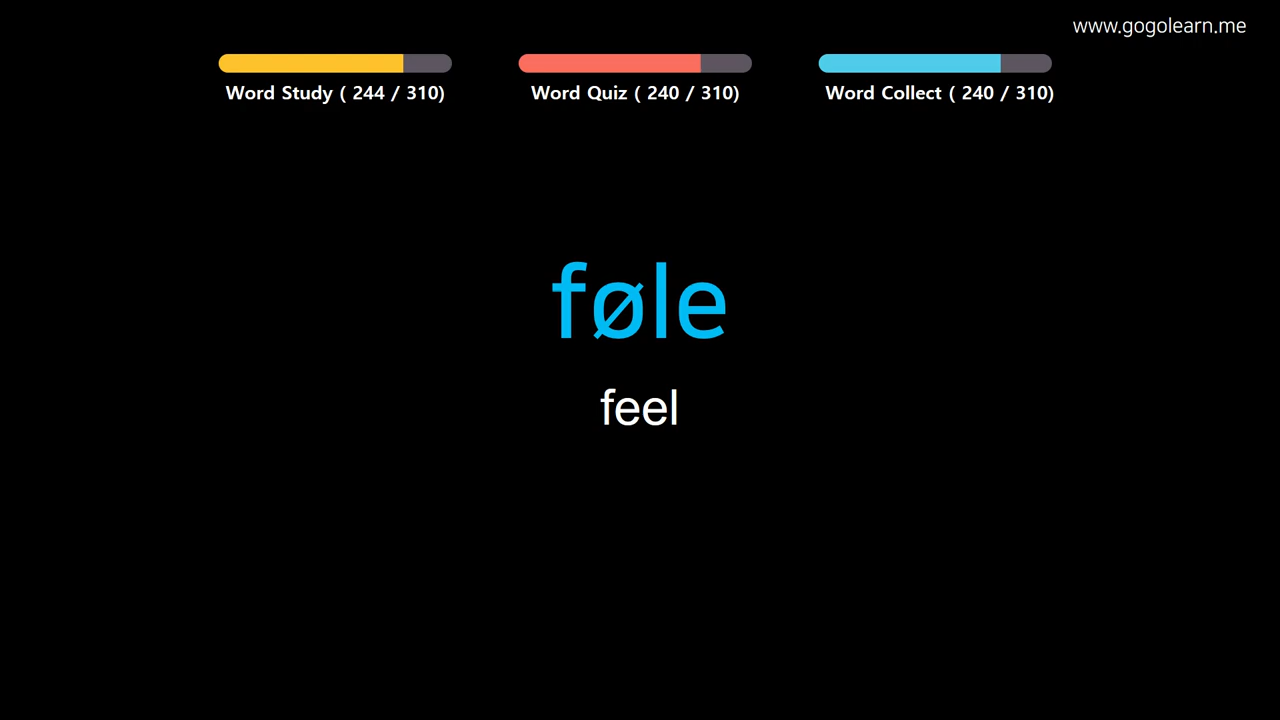 www.gogolearn.me
Word Study ( 244 / 310)
Word Quiz ( 240 / 310)
Word Collect ( 240 / 310)
føle
feel